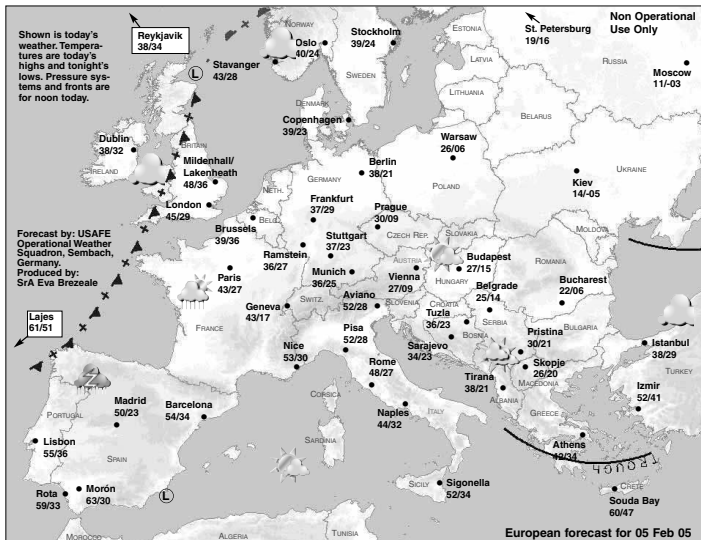 Shown is today's
weather. Tempera-
tures are today's
highs and tonight's
lows. Pressure sys-
tems and fronts are
for noon today.
Reykjavik
38/34
NORWAY
Oslo
40/24
Stavanger
43/28
L
Stockholm
39/24
SWEDEN
ESTONIA
LATVIA
LITHUANIA
St. Petersburg
19/16
Non Operational
Use Only
RUSSIA
Moscow
11/-03
DENMARK
Copenhagen
39/23
BELARUS
Dublin
38/32
IRELAND
BRITAIN
Mildenhall/
Lakenheath
48/36
London
45/29
NETH.
BELG.
Brussels
39/36
GERMANY
Berlin
38/21
Warsaw
26/06
POLAND
UKRAINE
Kiev
14/-05
Frankfurt
37/29
Prague
30/09
CZECH REP.
SLOVAKIA
MOLDOVA
Stuttgart
37/23
Ramstein
36/27
Munich
36/25
AUSTRIA
Vienna
27/09
Budapest
27/15
HUNGARY
ROMANIA
Forecast by: USAFE
Operational Weather
Squadron, Sembach,
Germany.
Produced by:
SrA Eva Brezeale
Paris
43/27
FRANCE
Geneva
43/17
SWITZ.
Aviano
52/28
SLOVENIA
CROATIA
Belgrade
25/14
Bucharest
22/06
Lajes
61/51
Nice
53/30
Pisa
52/28
Tuzla
36/23
BOSNIA
SERBIA
Sarajevo
34/23
Pristina
30/21
BULGARIA
Skopje
26/20
MACEDONIA
Istanbul
38/29
TURKEY
Rome
48/27
ITALY
Naples
44/32
Tirana
38/21
ALBANIA
GREECE
Izmir
52/41
Athens
42/34
TROUGH
CRETE
Souda Bay
60/47
PORTUGAL
Madrid
50/23
Barcelona
54/34
CORSICA
SARDINIA
Lisbon
55/36
SPAIN
Rota
59/33
Morón
63/30
L
SICILY
Sigonella
52/34
MOROCCO
ALGERIA
TUNISIA
European forecast for 05 Feb 05